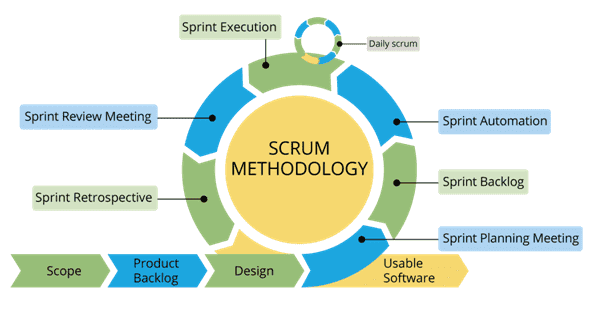 Sprint Execution
Daily scrum
Sprint Review Meeting
Sprint Automation
SCRUM
METHODOLOGY
Sprint Retrospective
Sprint Backlog
Sprint Planning Meeting
Scope
Product
Backlog
Design
Usable
Software